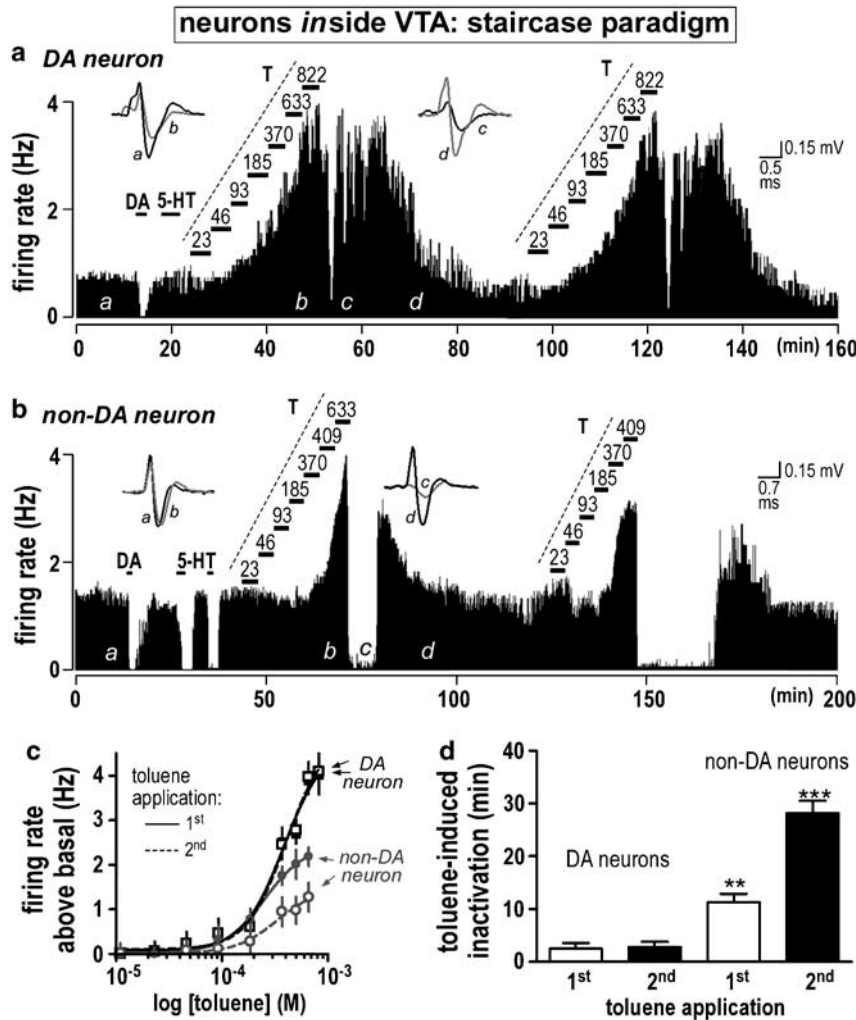 neurons inside VTA: staircase paradigm
a DA neuron
T
822
633
370
185
93
46
23
DA 5-HT
a
b
T
822
633
370
185
93
46
23
d
c
0.15 mV
0.5 ms
firing rate (Hz)
4
2
0
a b c d
0 20 40 60 80 100 120 140 (min) 160
b non-DA neuron
T
633
409
370
185
93
46
23
DA 5-HT
a
b
T
409
370
185
93
46
23
c
d
0.15 mV
0.7 ms
firing rate (Hz)
4
2
0
a b c d
0 50 100 150 (min) 200
c
toluene application:
1st
2nd
DA neuron
non-DA neuron
firing rate above basal (Hz)
4
3
2
1
0
10-5 10-4 10-3
log [toluene] (M)
d
toluene-induced inactivation (min)
40
30
20
10
0
non-DA neurons
DA neurons
**
***
1st 2nd 1st 2nd
toluene application